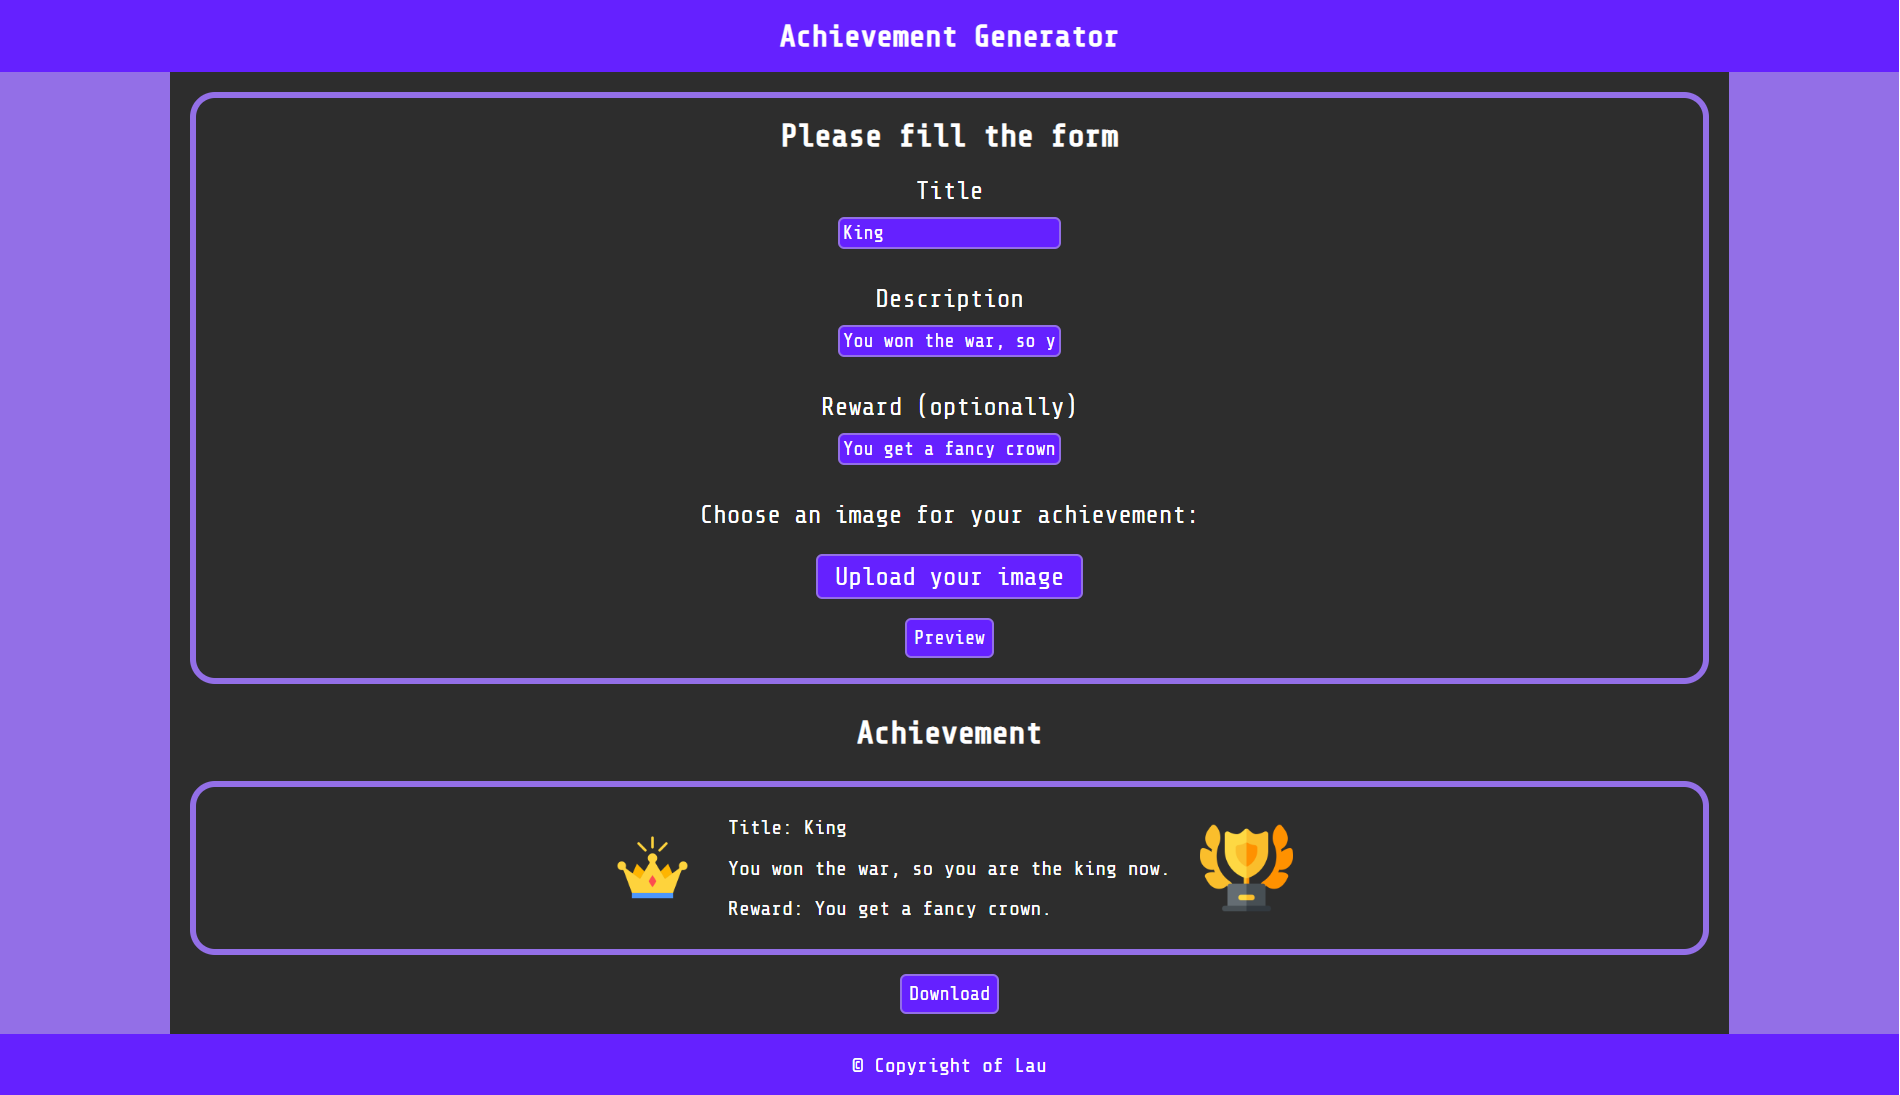 Achievement Generator
Please fill the form
Title
King
Description
You won the war, so y
Reward (optionally)
You get a fancy crown
Choose an image for your achievement:
Upload your image
Preview
Achievement
Title: King
You won the war, so you are the king now.
Reward: You get a fancy crown.
Download
© Copyright of Lau